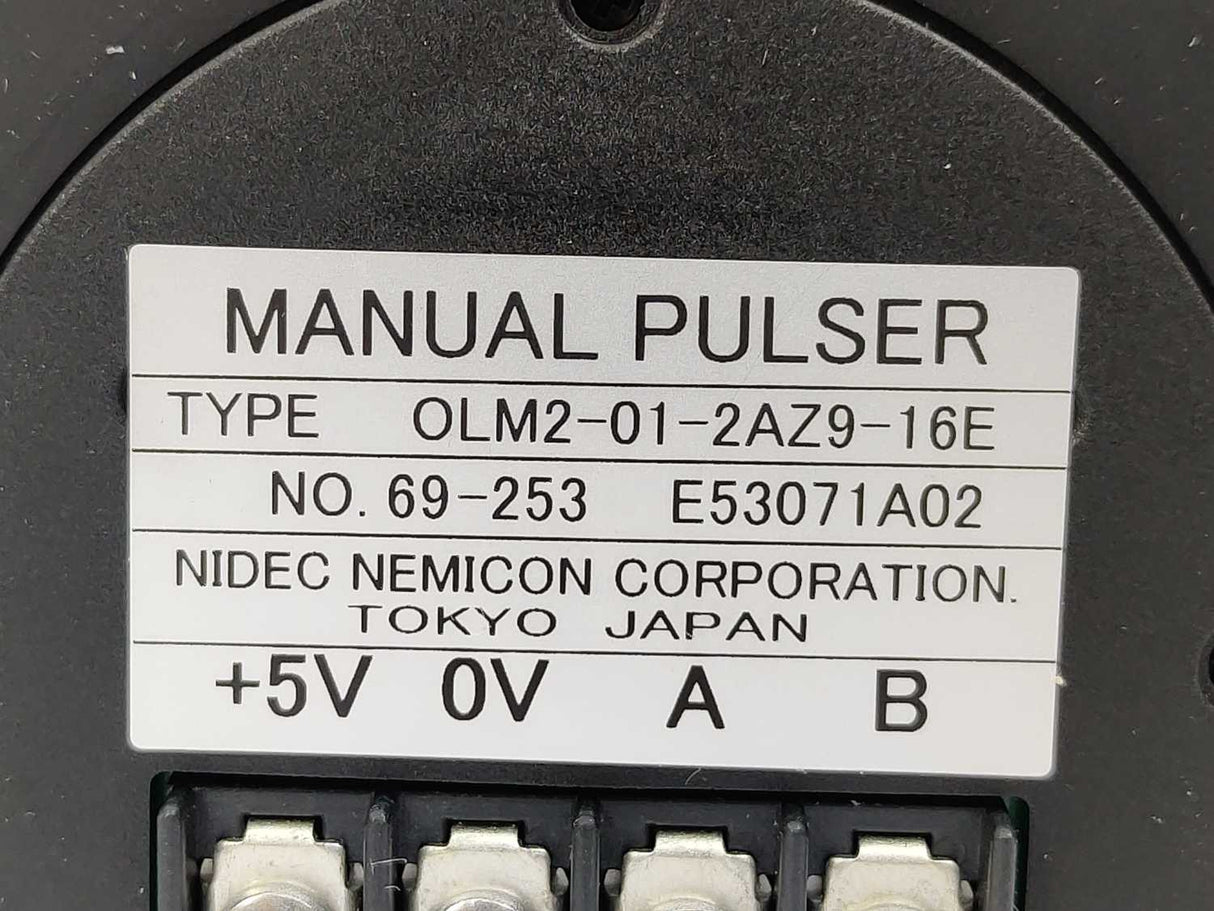 MANUAL PULSER
TYPE OLM2-01-2AZ9-16E
NO. 69-253 E53071A02
NIDEC NEMICON CORPORATION.
TOKYO JAPAN
+5V 0V A B